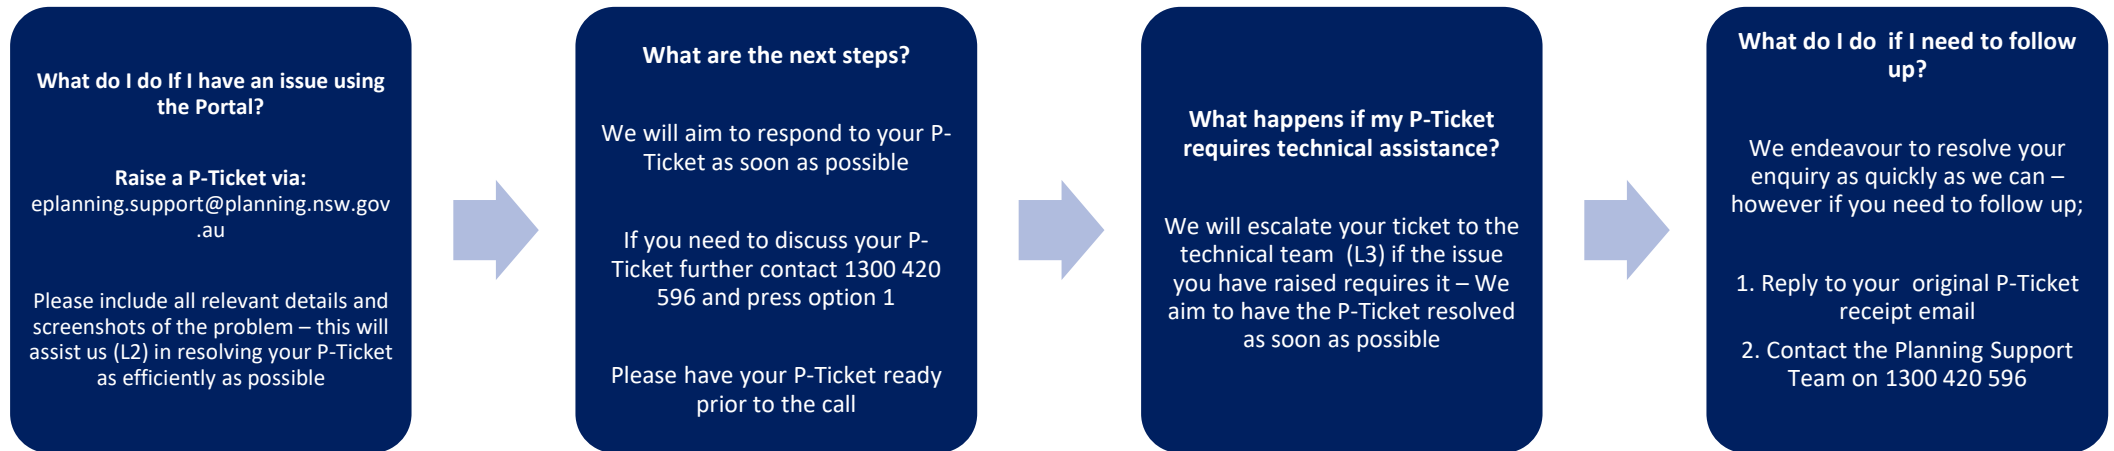 What do I do If I have an issue using
the Portal?
Raise a P-Ticket via:
eplanning.support@planning.nsw.gov
.au
Please include all relevant details and
screenshots of the problem – this will
assist us (L2) in resolving your P-Ticket
as efficiently as possible
What are the next steps?
We will aim to respond to your P-
Ticket as soon as possible
If you need to discuss your P-
Ticket further contact 1300 420
596 and press option 1
Please have your P-Ticket ready
prior to the call
What happens if my P-Ticket
requires technical assistance?
We will escalate your ticket to the
technical team  (L3) if the issue
you have raised requires it – We
aim to have the P-Ticket resolved
as soon as possible
What do I do  if I need to follow
up?
We endeavour to resolve your
enquiry as quickly as we can –
however if you need to follow up;
1. Reply to your  original P-Ticket
receipt email
2. Contact the Planning Support
Team on 1300 420 596